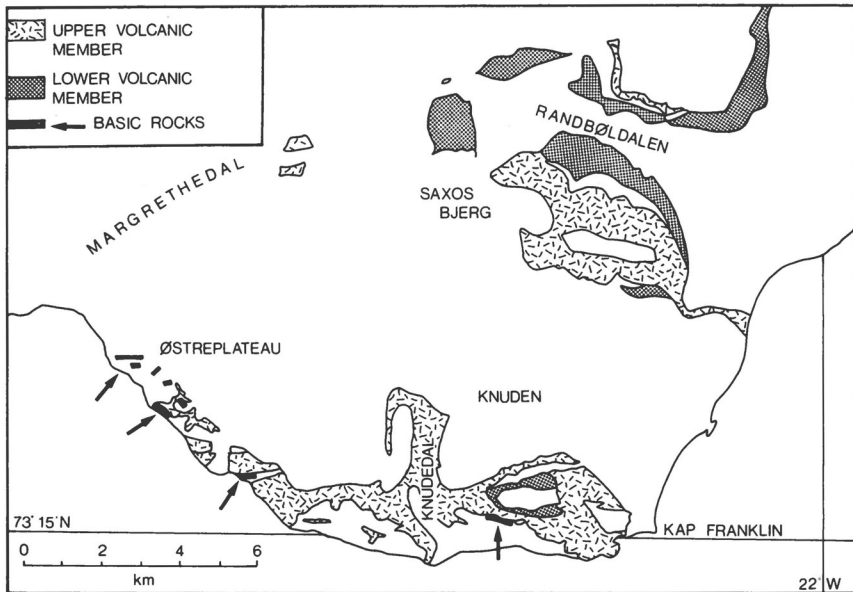 UPPER VOLCANIC
MEMBER
LOWER VOLCANIC
MEMBER
BASIC ROCKS
RANDBØLDALEN
MARGRETHEDAL
SAXOS
BJERG
ØSTREPLATEAU
KNUDEN
KNUDEDAL
73° 15'N
KAP FRANKLIN
0 2 4 6
km
22°W